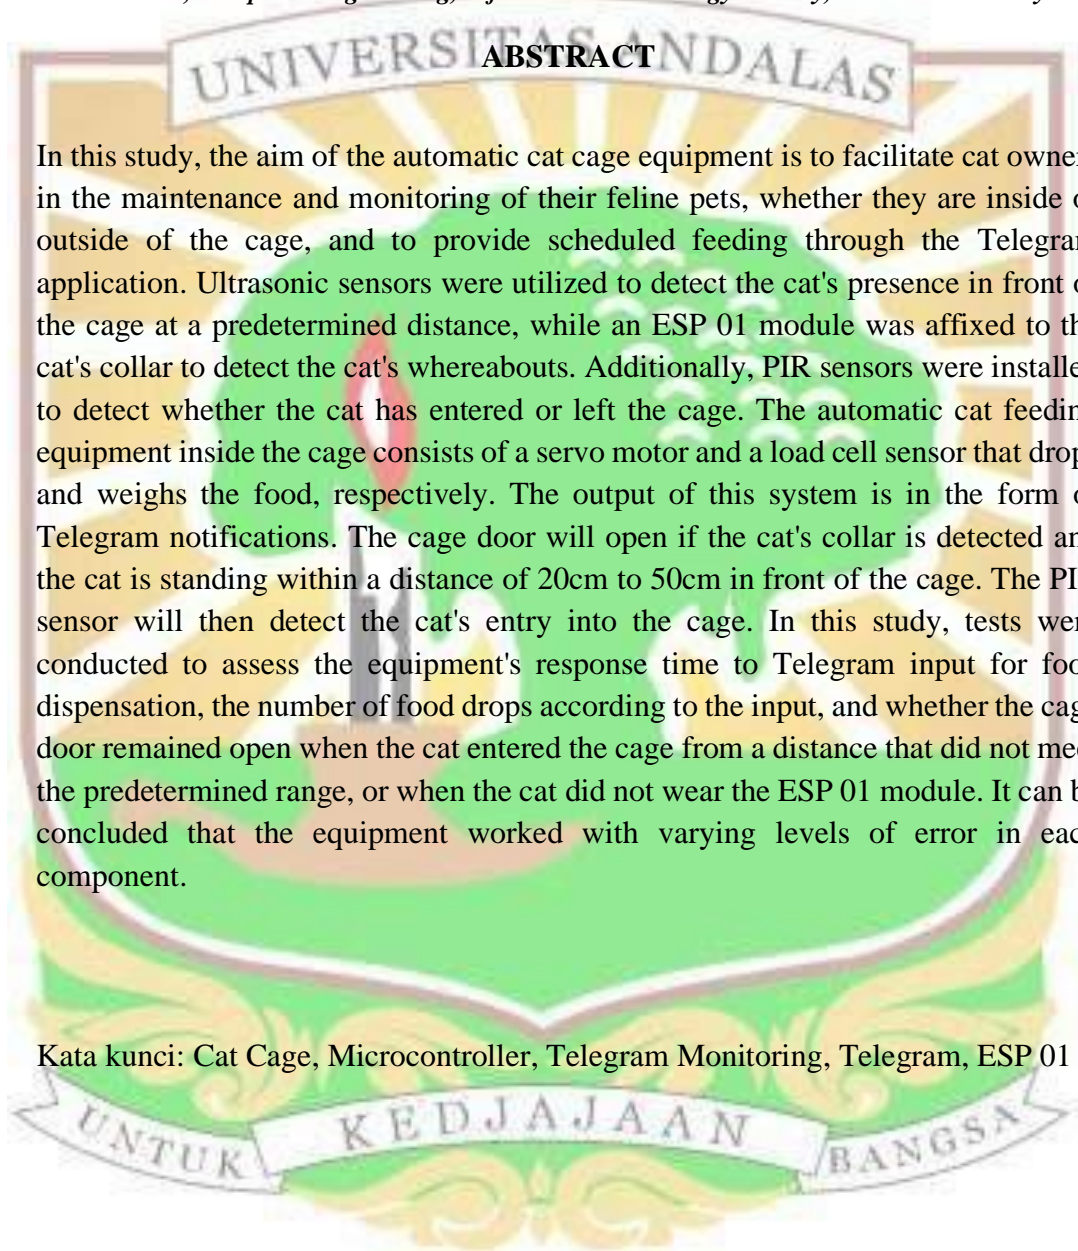 UNIVERSITAS ANDALAS
ABSTRACT
In this study, the aim of the automatic cat cage equipment is to facilitate cat owner
in the maintenance and monitoring of their feline pets, whether they are inside o
outside of the cage, and to provide scheduled feeding through the Telegra
application. Ultrasonic sensors were utilized to detect the cat's presence in front o
the cage at a predetermined distance, while an ESP 01 module was affixed to th
cat's collar to detect the cat's whereabouts. Additionally, PIR sensors were installe
to detect whether the cat has entered or left the cage. The automatic cat feedin
equipment inside the cage consists of a servo motor and a load cell sensor that drop
and weighs the food, respectively. The output of this system is in the form o
Telegram notifications. The cage door will open if the cat's collar is detected an
the cat is standing within a distance of 20cm to 50cm in front of the cage. The PI
sensor will then detect the cat's entry into the cage. In this study, tests wer
conducted to assess the equipment's response time to Telegram input for foo
dispensation, the number of food drops according to the input, and whether the cag
door remained open when the cat entered the cage from a distance that did not mee
the predetermined range, or when the cat did not wear the ESP 01 module. It can b
concluded that the equipment worked with varying levels of error in eac
component.
Kata kunci: Cat Cage, Microcontroller, Telegram Monitoring, Telegram, ESP 01
UNTUK KEDJAJAAN BANGSA